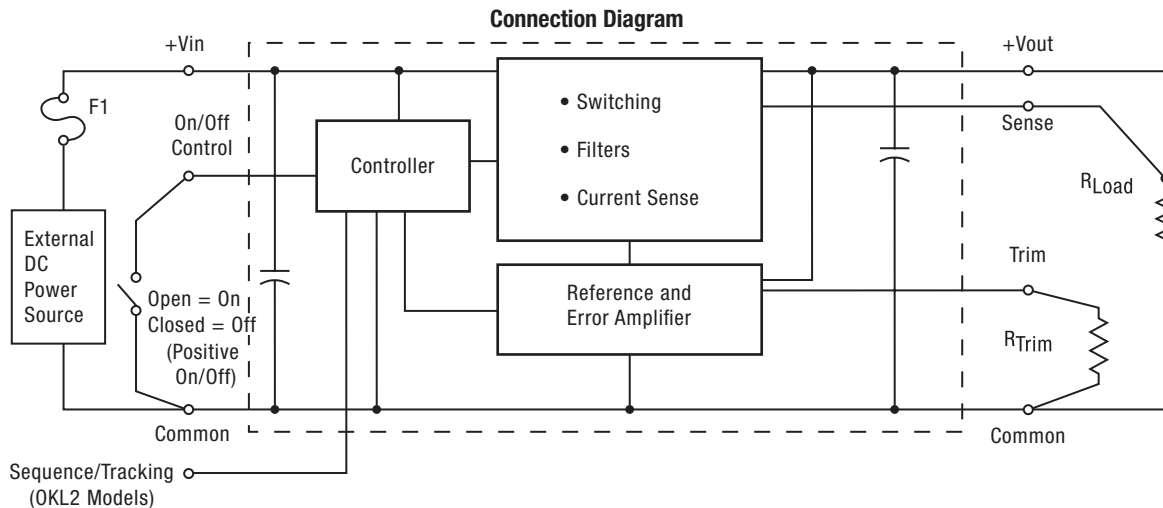 Connection Diagram
+Vin
+Vout
F1
On/Off
Control
Controller
• Switching
• Filters
• Current Sense
Sense
RLoad
External
DC
Power
Source
Open = On
Closed = Off
(Positive
On/Off)
Reference and
Error Amplifier
Trim
RTrim
Common
Common
Sequence/Tracking
(OKL2 Models)